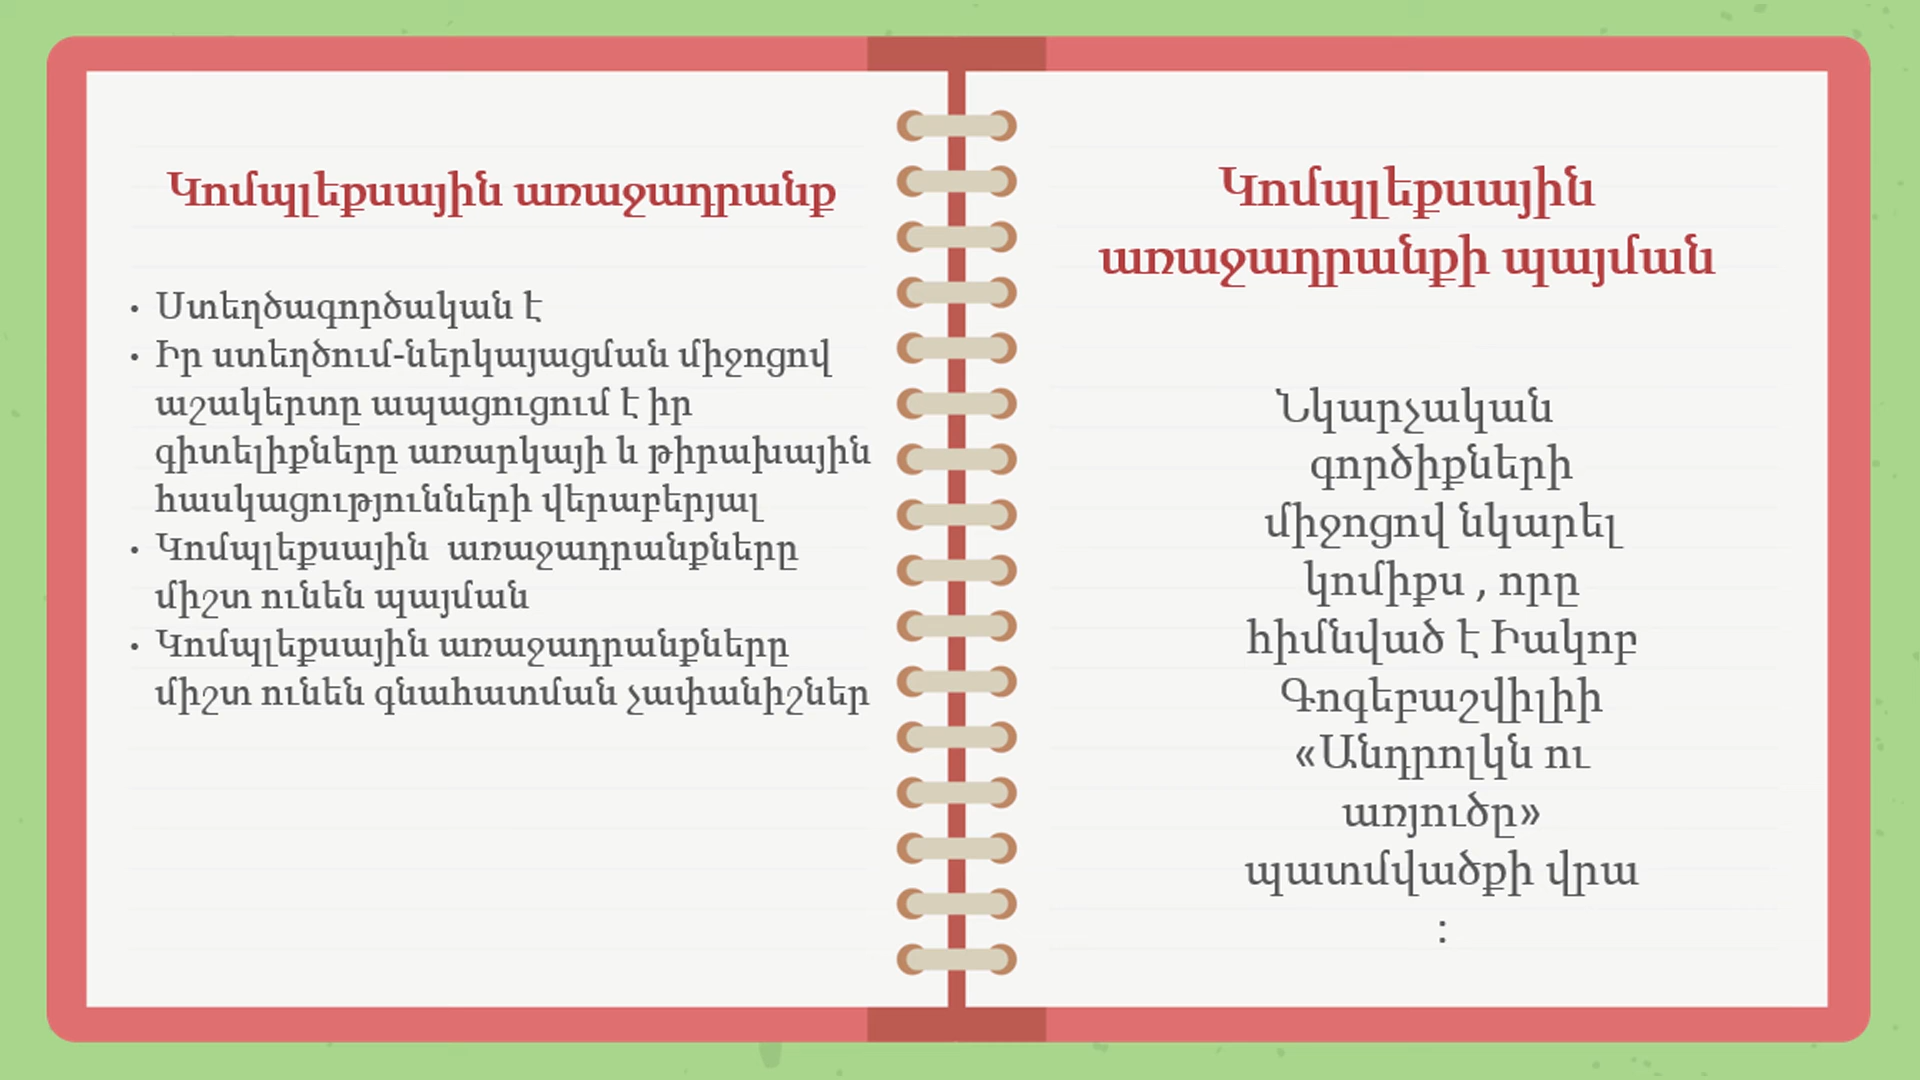 Կոմպլեքսային առաջադրանք
• Ստեղծագործական է
• Իր ստեղծում-ներկայացման միջոցով
աշակերտը ապացուցում է իր
գիտելիքները առարկայի և թիրախային
հասկացությունների վերաբերյալ
• Կոմպլեքսային առաջադրանքները
միշտ ունեն պայման
• Կոմպլեքսային առաջադրանքները
միշտ ունեն գնահատման չափանիշներ
Կոմպլեքսային
առաջադրանքի պայման
Նկարչական
գործիքների
միջոցով նկարել
կոմիքս , որը
հիմնված է Իակոբ
Գոգեբաշվիլիի
«Անդրոլկն ու
առյուծը»
պատմվածքի վրա
: